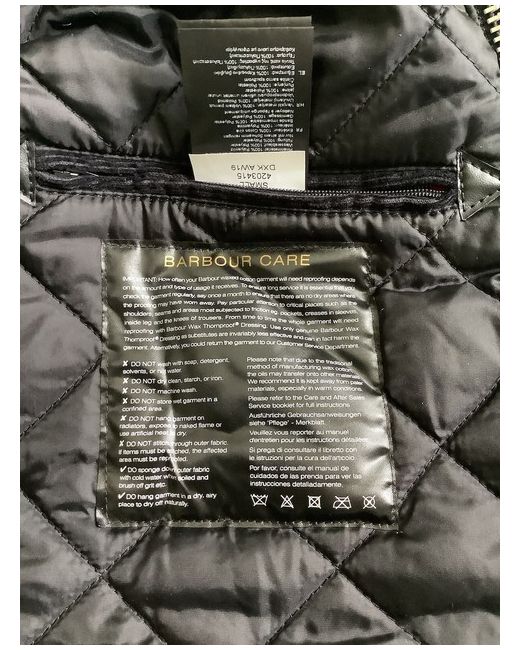 SMALL
4203415
DXK AW19
BARBOUR CARE
IMPORTANT: How often your Barbour waxed cotton garment will need reproofing depends
on the amount and type of usage it receives. To ensure long service it is essential that you
check the garment regularly, say once a month to ensure that there are no dry areas where
the proofing may have worn away. Pay particular attention to critical places such as the
shoulders, seams and areas most subjected to friction eg. pockets, creases in sleeves,
inside leg and the knees of trousers. From time to time the whole garment will need
reproofing with Barbour Wax Thornproof® Dressing. Use only genuine Barbour Wax
Thornproof® Dressing as substitutes are invariably less effective and can in fact harm the
garment. Alternatively, you could return the garment to our Customer Service Department.
✘ DO NOT wash with soap, detergent,
solvents, or hot water.
✘ DO NOT dry clean, starch, or iron.
✘ DO NOT machine wash.
✘ DO NOT store wet garment in a
confined area.
✘ DO NOT hang garment on
radiators, expose to naked flame or
use artificial heat to dry
✘ DO NOT stitch through outer fabric.
If items must be stitched, the affected
area must be reproofed.
✔ DO sponge down outer fabric
with cold water when soiled and
brush off grit etc.
✔ DO hang garment in a dry, airy
place to dry off naturally.
Please note that due to the traditional
method of manufacturing wax cotton,
the oils may transfer onto other materials.
We recommend it is kept away from paler
materials, especially in warm conditions.
Please refer to the Care and After Sales
Service booklet for full instructions
Ausführliche Gebrauchsanweisungen
siehe "Pflege" - Merkblatt.
Veuillez vous reporter au manuel
d'entretien pour les instructions détaillées.
Si prega di consultare il libretto con
le istruzioni per la cura dell'articolo.
Por favor, consulte el manual de
cuidados de las prenda para ver las
instrucciones detalladamente.